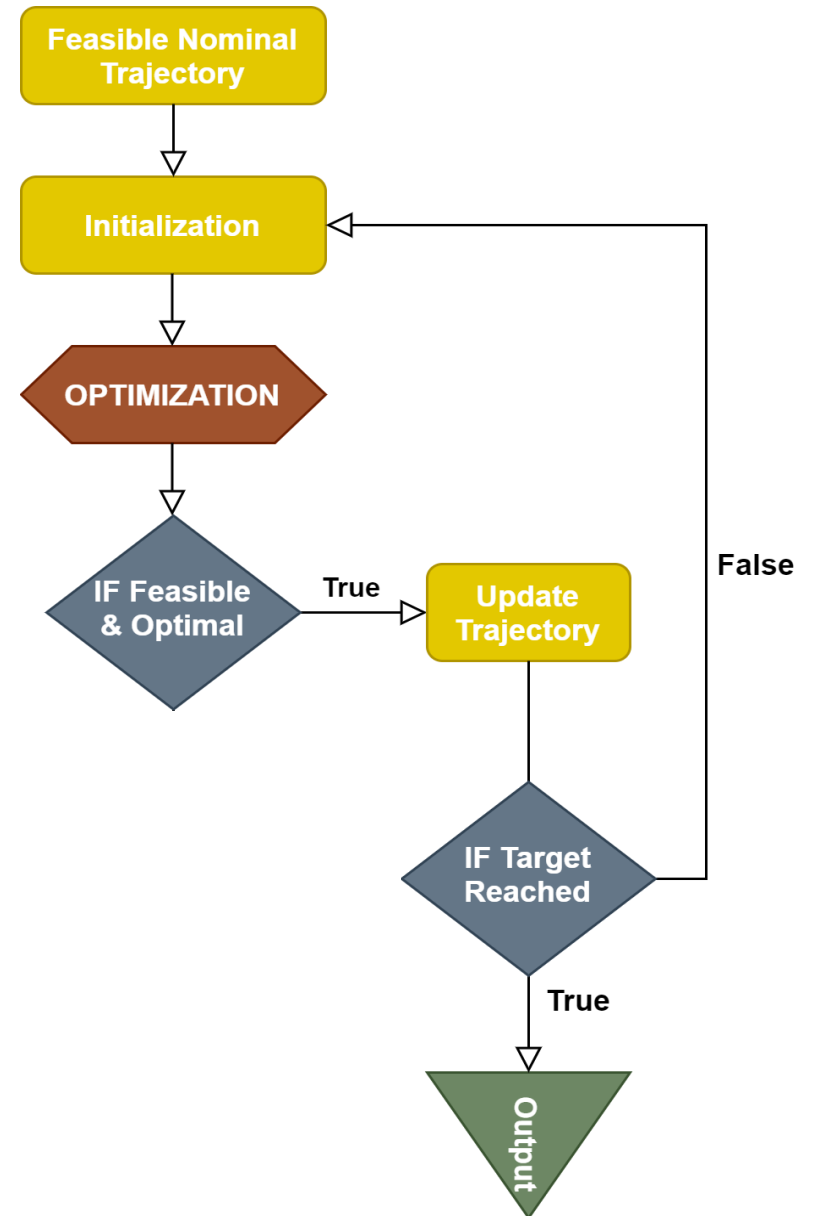 Feasible Nominal
Trajectory
Initialization
OPTIMIZATION
IF Feasible
& Optimal
True
Update
Trajectory
False
IF Target
Reached
True
Output